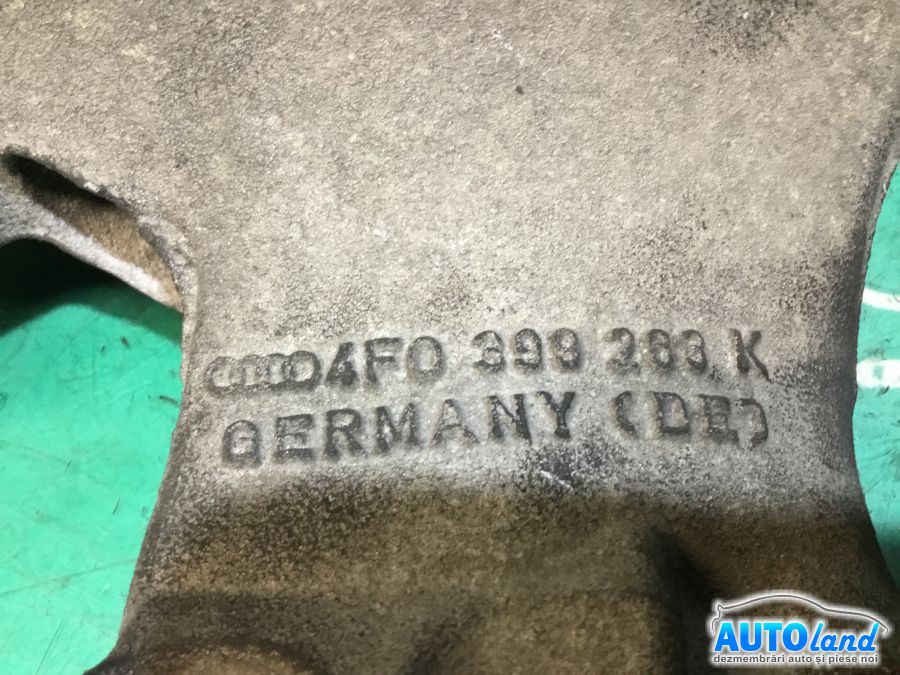 4F0 399 263 K
GERMANY (DE)
AUTOland
dezmembrări auto și piese noi